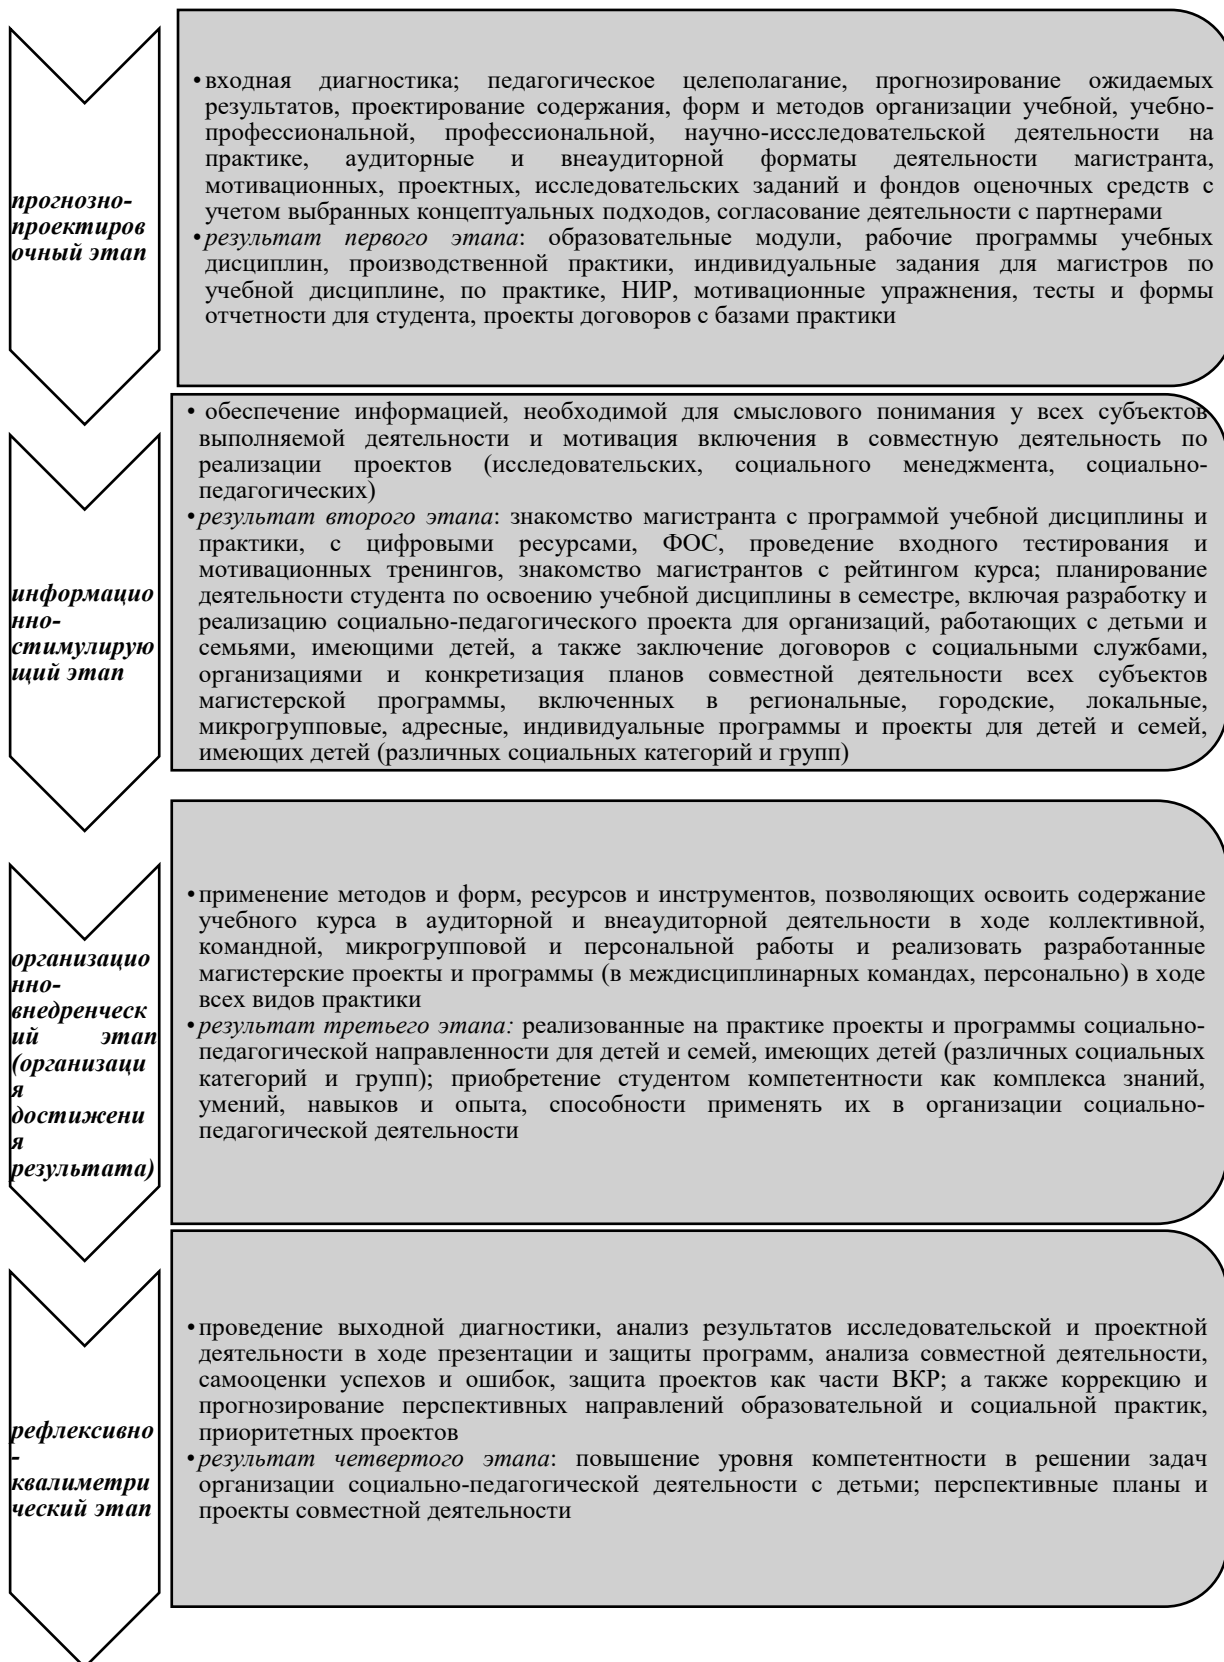 прогнозно-
проектиров
очный этап
•входная диагностика; педагогическое целеполагание, прогнозирование ожидаемых
результатов, проектирование содержания, форм и методов организации учебной, учебно-
профессиональной, профессиональной, научно-иссследовательской деятельности на
практике, аудиторные и внеаудиторной форматы деятельности магистранта,
мотивационных, проектных, исследовательских заданий и фондов оценочных средств с
учетом выбранных концептуальных подходов, согласование деятельности с партнерами
•результат первого этапа: образовательные модули, рабочие программы учебных
дисциплин, производственной практики, индивидуальные задания для магистров по
учебной дисциплине, по практике, НИР, мотивационные упражнения, тесты и формы
отчетности для студента, проекты договоров с базами практики
информацио
нно-
стимулирую
щий этап
• обеспечение информацией, необходимой для смыслового понимания у всех субъектов
выполняемой деятельности и мотивация включения в совместную деятельность по
реализации проектов (исследовательских, социального менеджмента, социально-
педагогических)
•результат второго этапа: знакомство магистранта с программой учебной дисциплины и
практики, с цифровыми ресурсами, ФОС, проведение входного тестирования и
мотивационных тренингов, знакомство магистрантов с рейтингом курса; планирование
деятельности студента по освоению учебной дисциплины в семестре, включая разработку и
реализацию социально-педагогического проекта для организаций, работающих с детьми и
семьями, имеющими детей, а также заключение договоров с социальными службами,
организациями и конкретизация планов совместной деятельности всех субъектов
магистерской программы, включенных в региональные, городские, локальные,
микрогрупповые, адресные, индивидуальные программы и проекты для детей и семей,
имеющих детей (различных социальных категорий и групп)
организацио
нно-
внедренческ
ий этап
(организаци
я
достижени
я
результата)
•применение методов и форм, ресурсов и инструментов, позволяющих освоить содержание
учебного курса в аудиторной и внеаудиторной деятельности в ходе коллективной,
командной, микрогрупповой и персональной работы и реализовать разработанные
магистерские проекты и программы (в междисциплинарных командах, персонально) в ходе
всех видов практики
•результат третьего этапа: реализованные на практике проекты и программы социально-
педагогической направленности для детей и семей, имеющих детей (различных социальных
категорий и групп); приобретение студентом компетентности как комплекса знаний,
умений, навыков и опыта, способности применять их в организации социально-
педагогической деятельности
рефлексивно
-
квалиметри
ческий этап
•проведение выходной диагностики, анализ результатов исследовательской и проектной
деятельности в ходе презентации и защиты программ, анализа совместной деятельности,
самооценки успехов и ошибок, защита проектов как части ВКР; а также коррекцию и
прогнозирование перспективных направлений образовательной и социальной практик,
приоритетных проектов
•результат четвертого этапа: повышение уровня компетентности в решении задач
организации социально-педагогической деятельности с детьми; перспективные планы и
проекты совместной деятельности